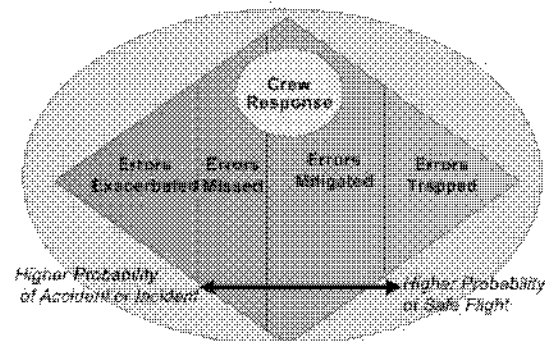 Crew
Response
Errors
Exacerbated
Errors
Missed
Errors
Mitigated
Errors
Trapped
Higher Probability
of Accident or Incident
Higher Probability
of Safe Flight